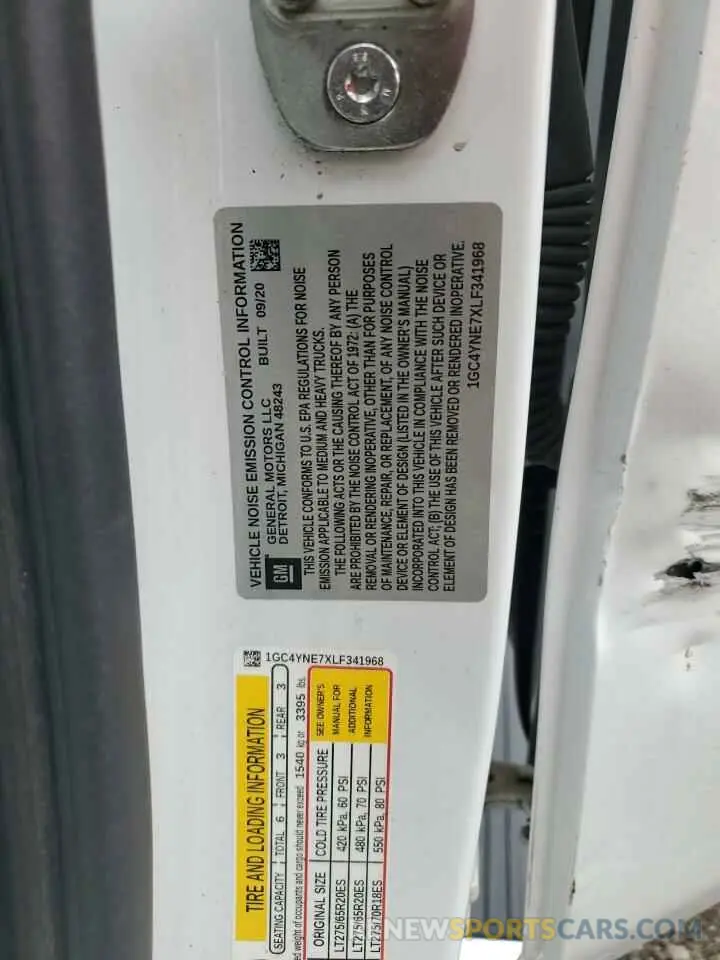 VEHICLE NOISE EMISSION CONTROL INFORMATION
GM
GENERAL MOTORS LLC
DETROIT, MICHIGAN 48243
BUILT 09/20
THIS VEHICLE CONFORMS TO U.S. EPA REGULATIONS FOR NOISE
EMISSION APPLICABLE TO MEDIUM AND HEAVY TRUCKS.
THE FOLLOWING ACTS OR THE CAUSING THEREOF BY ANY PERSON
ARE PROHIBITED BY THE NOISE CONTROL ACT OF 1972: (A) THE
REMOVAL OR RENDERING INOPERATIVE, OTHER THAN FOR PURPOSES
OF MAINTENANCE, REPAIR, OR REPLACEMENT, OF ANY NOISE CONTROL
DEVICE OR ELEMENT OF DESIGN (LISTED IN THE OWNER'S MANUAL)
INCORPORATED INTO THIS VEHICLE IN COMPLIANCE WITH THE NOISE
CONTROL ACT; (B) THE USE OF THIS VEHICLE AFTER SUCH DEVICE OR
ELEMENT OF DESIGN HAS BEEN REMOVED OR RENDERED INOPERATIVE.
1GC4YNE7XLF341968
1GC4YNE7XLF341968
TIRE AND LOADING INFORMATION
SEATING CAPACITY TOTAL 6 FRONT 3 REAR 3
weight of occupants and cargo should never exceed 1540 kg or 3395 lbs.
ORIGINAL SIZE COLD TIRE PRESSURE
LT275/65R20ES 420 kPa, 60 PSI
LT275/65R20ES 480 kPa, 70 PSI
LT275/70R18ES 550 kPa, 80 PSI
SEE OWNER'S
MANUAL FOR
ADDITIONAL
INFORMATION
NEWSPORTSCARS.COM